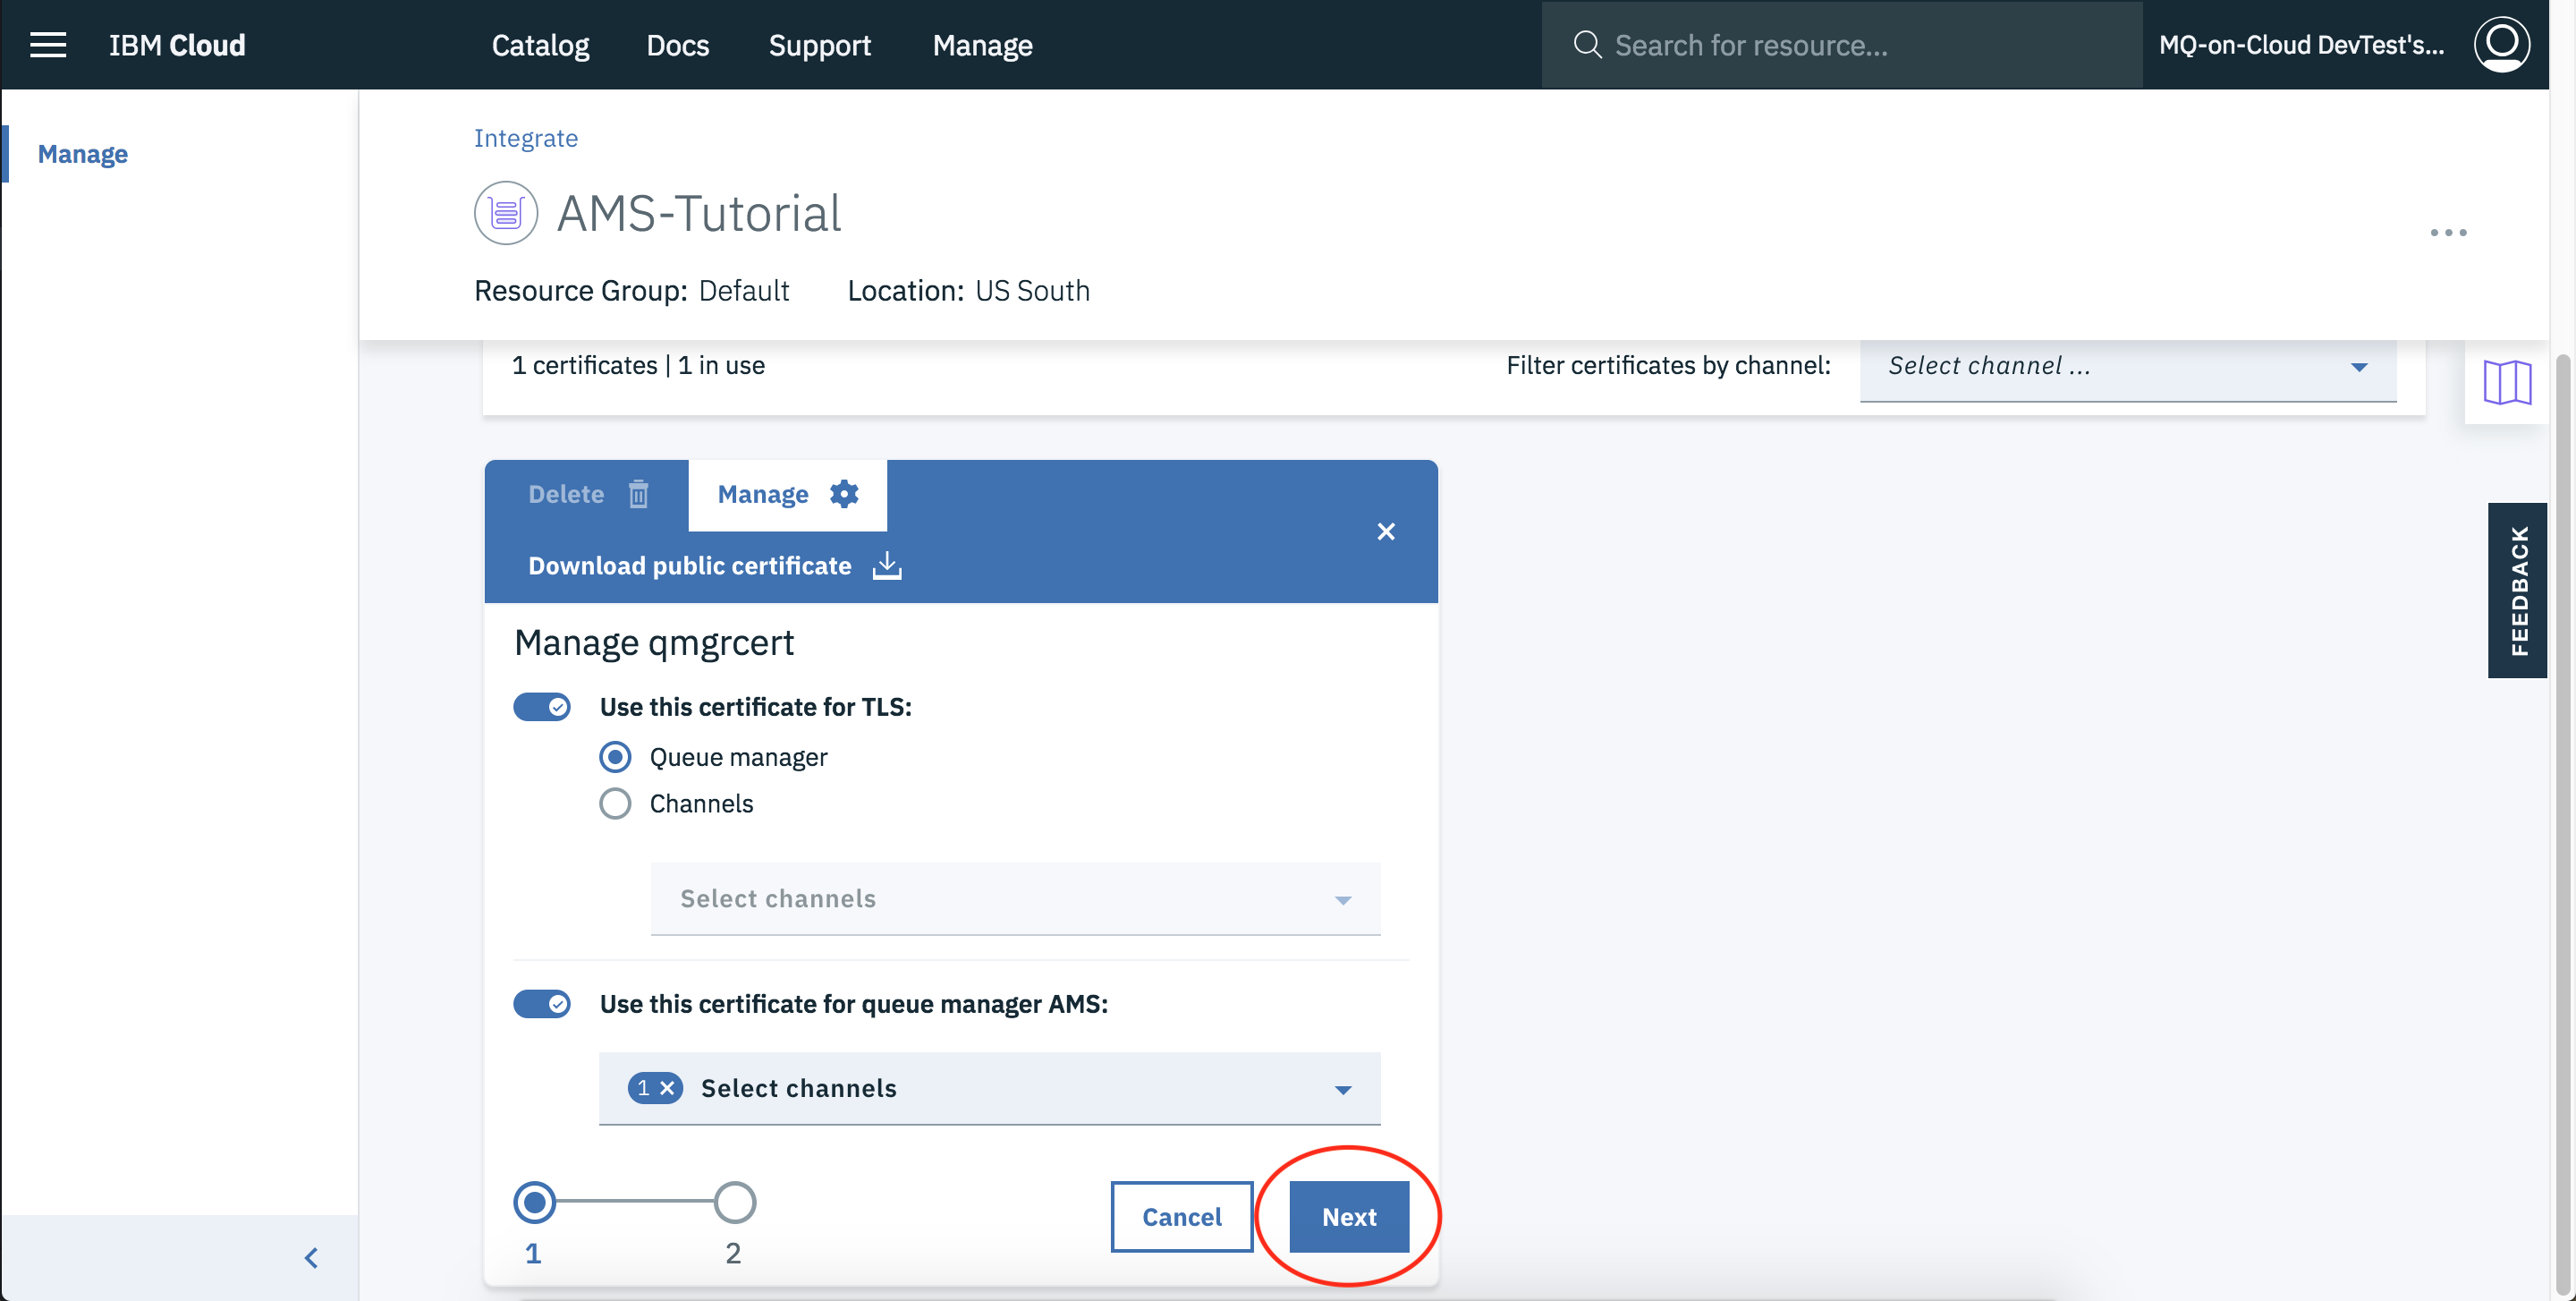 IBM Cloud Catalog Docs Support Manage Search for resource... MQ-on-Cloud DevTest's...
Manage
Integrate
AMS-Tutorial
Resource Group: Default Location: US South
1 certificates | 1 in use Filter certificates by channel: Select channel ...
Delete Manage
Download public certificate
FEEDBACK
Manage qmgrcert
Use this certificate for TLS:
Queue manager
Channels
Select channels
Use this certificate for queue manager AMS:
1 Select channels
Cancel Next
1 2